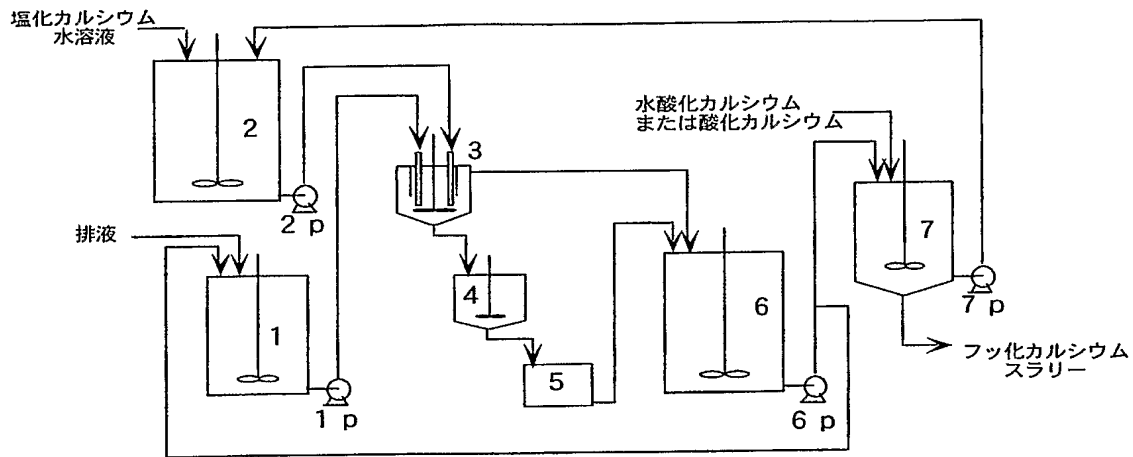 塩化カルシウム
水溶液
2
2 p
3
水酸化カルシウム
または酸化カルシウム
7
7 p
排液
1
1 p
4
5
6
6 p
フッ化カルシウム
スラリー